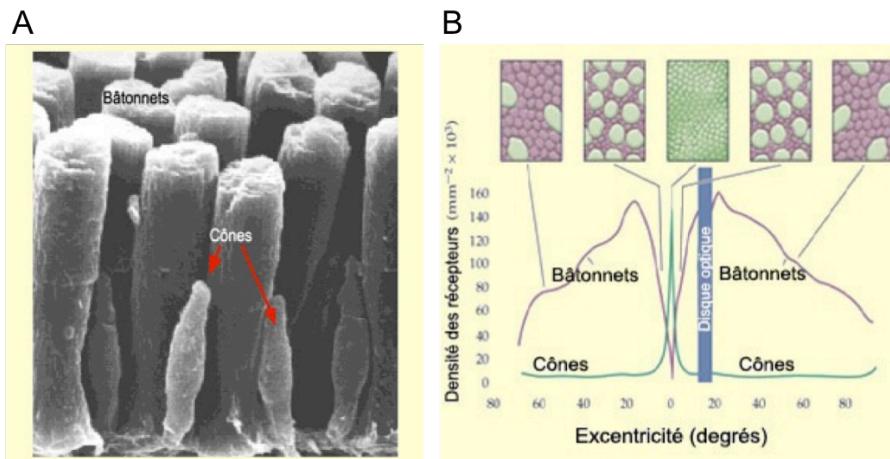 A
B
Bâtonnets
Cônes
Densité des récepteurs (mm⁻² × 10³)
160
140
120
100
80
60
40
20
0
Bâtonnets
Disque optique
Bâtonnets
Cônes
Cônes
80 60 40 20 0 20 40 60 80
Excentricité (degrés)